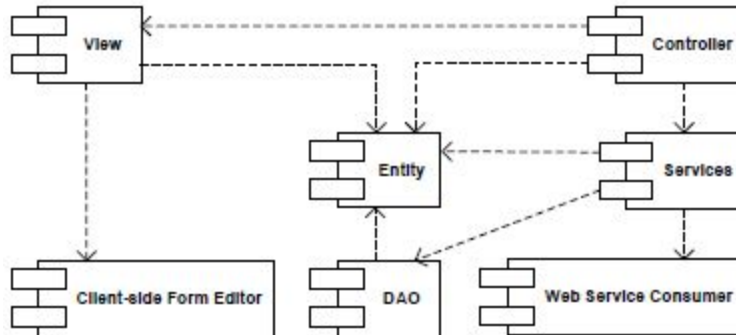 View
Controller
Entity
Services
Client-side Form Editor
DAO
Web Service Consumer